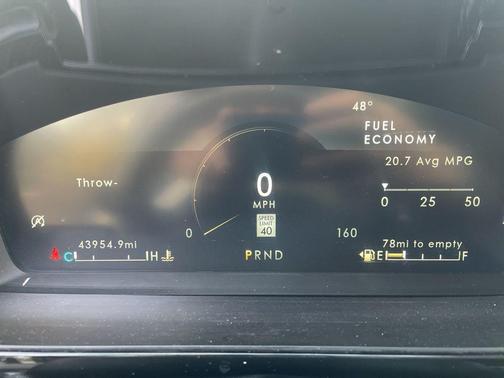 48°
FUEL
ECONOMY
20.7 Avg MPG
0 25 50
Throw-
0
MPH
SPEED
LIMIT
40
0 160
43954.9mi
C H
PRND
78mi to empty
E F